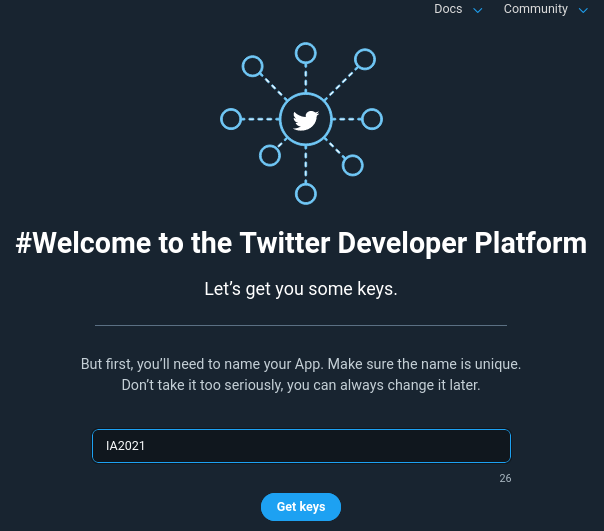 Docs Community
#Welcome to the Twitter Developer Platform
Let’s get you some keys.
But first, you’ll need to name your App. Make sure the name is unique.
Don’t take it too seriously, you can always change it later.
IA2021
26
Get keys